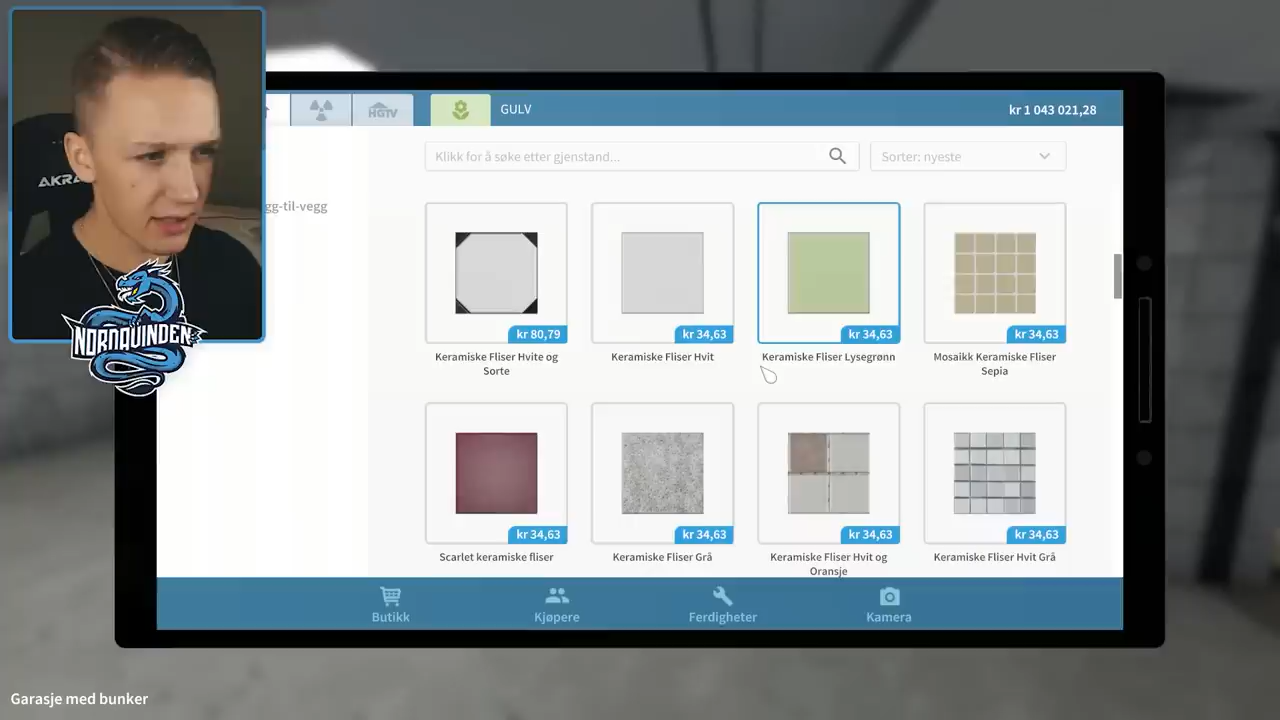 AKRA
NORNQVINDEN
HGTV
GULV
kr 1 043 021,28
Klikk for å søke etter gjenstand...
Sorter: nyeste
gg-til-vegg
kr 80,79
kr 34,63
kr 34,63
kr 34,63
Keramiske Fliser Hvite og
Sorte
Keramiske Fliser Hvit
Keramiske Fliser Lysegrønn
Mosaikk Keramiske Fliser
Sepia
kr 34,63
kr 34,63
kr 34,63
kr 34,63
Scarlet keramiske fliser
Keramiske Fliser Grå
Keramiske Fliser Hvit og
Oransje
Keramiske Fliser Hvit Grå
Butikk
Kjøpere
Ferdigheter
Kamera
Garasje med bunker